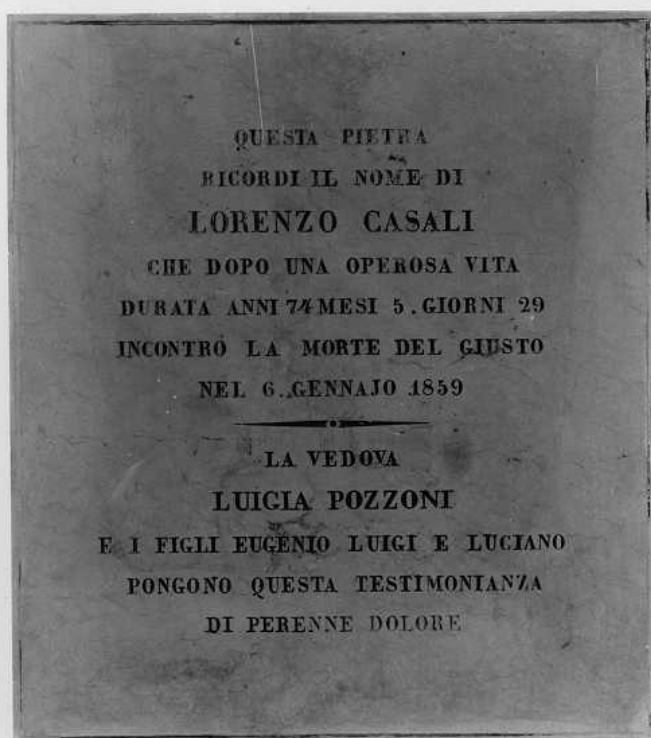 QUESTA PIETRA
RICORDI IL NOME DI
LORENZO CASALI
CHE DOPO UNA OPEROSA VITA
DURATA ANNI 74 MESI 5. GIORNI 29
INCONTRÒ LA MORTE DEL GIUSTO
NEL 6. GENNAJO 1859
LA VEDOVA
LUIGIA POZZONI
E I FIGLI EUGENIO LUIGI E LUCIANO
PONGONO QUESTA TESTIMONIANZA
DI PERENNE DOLORE